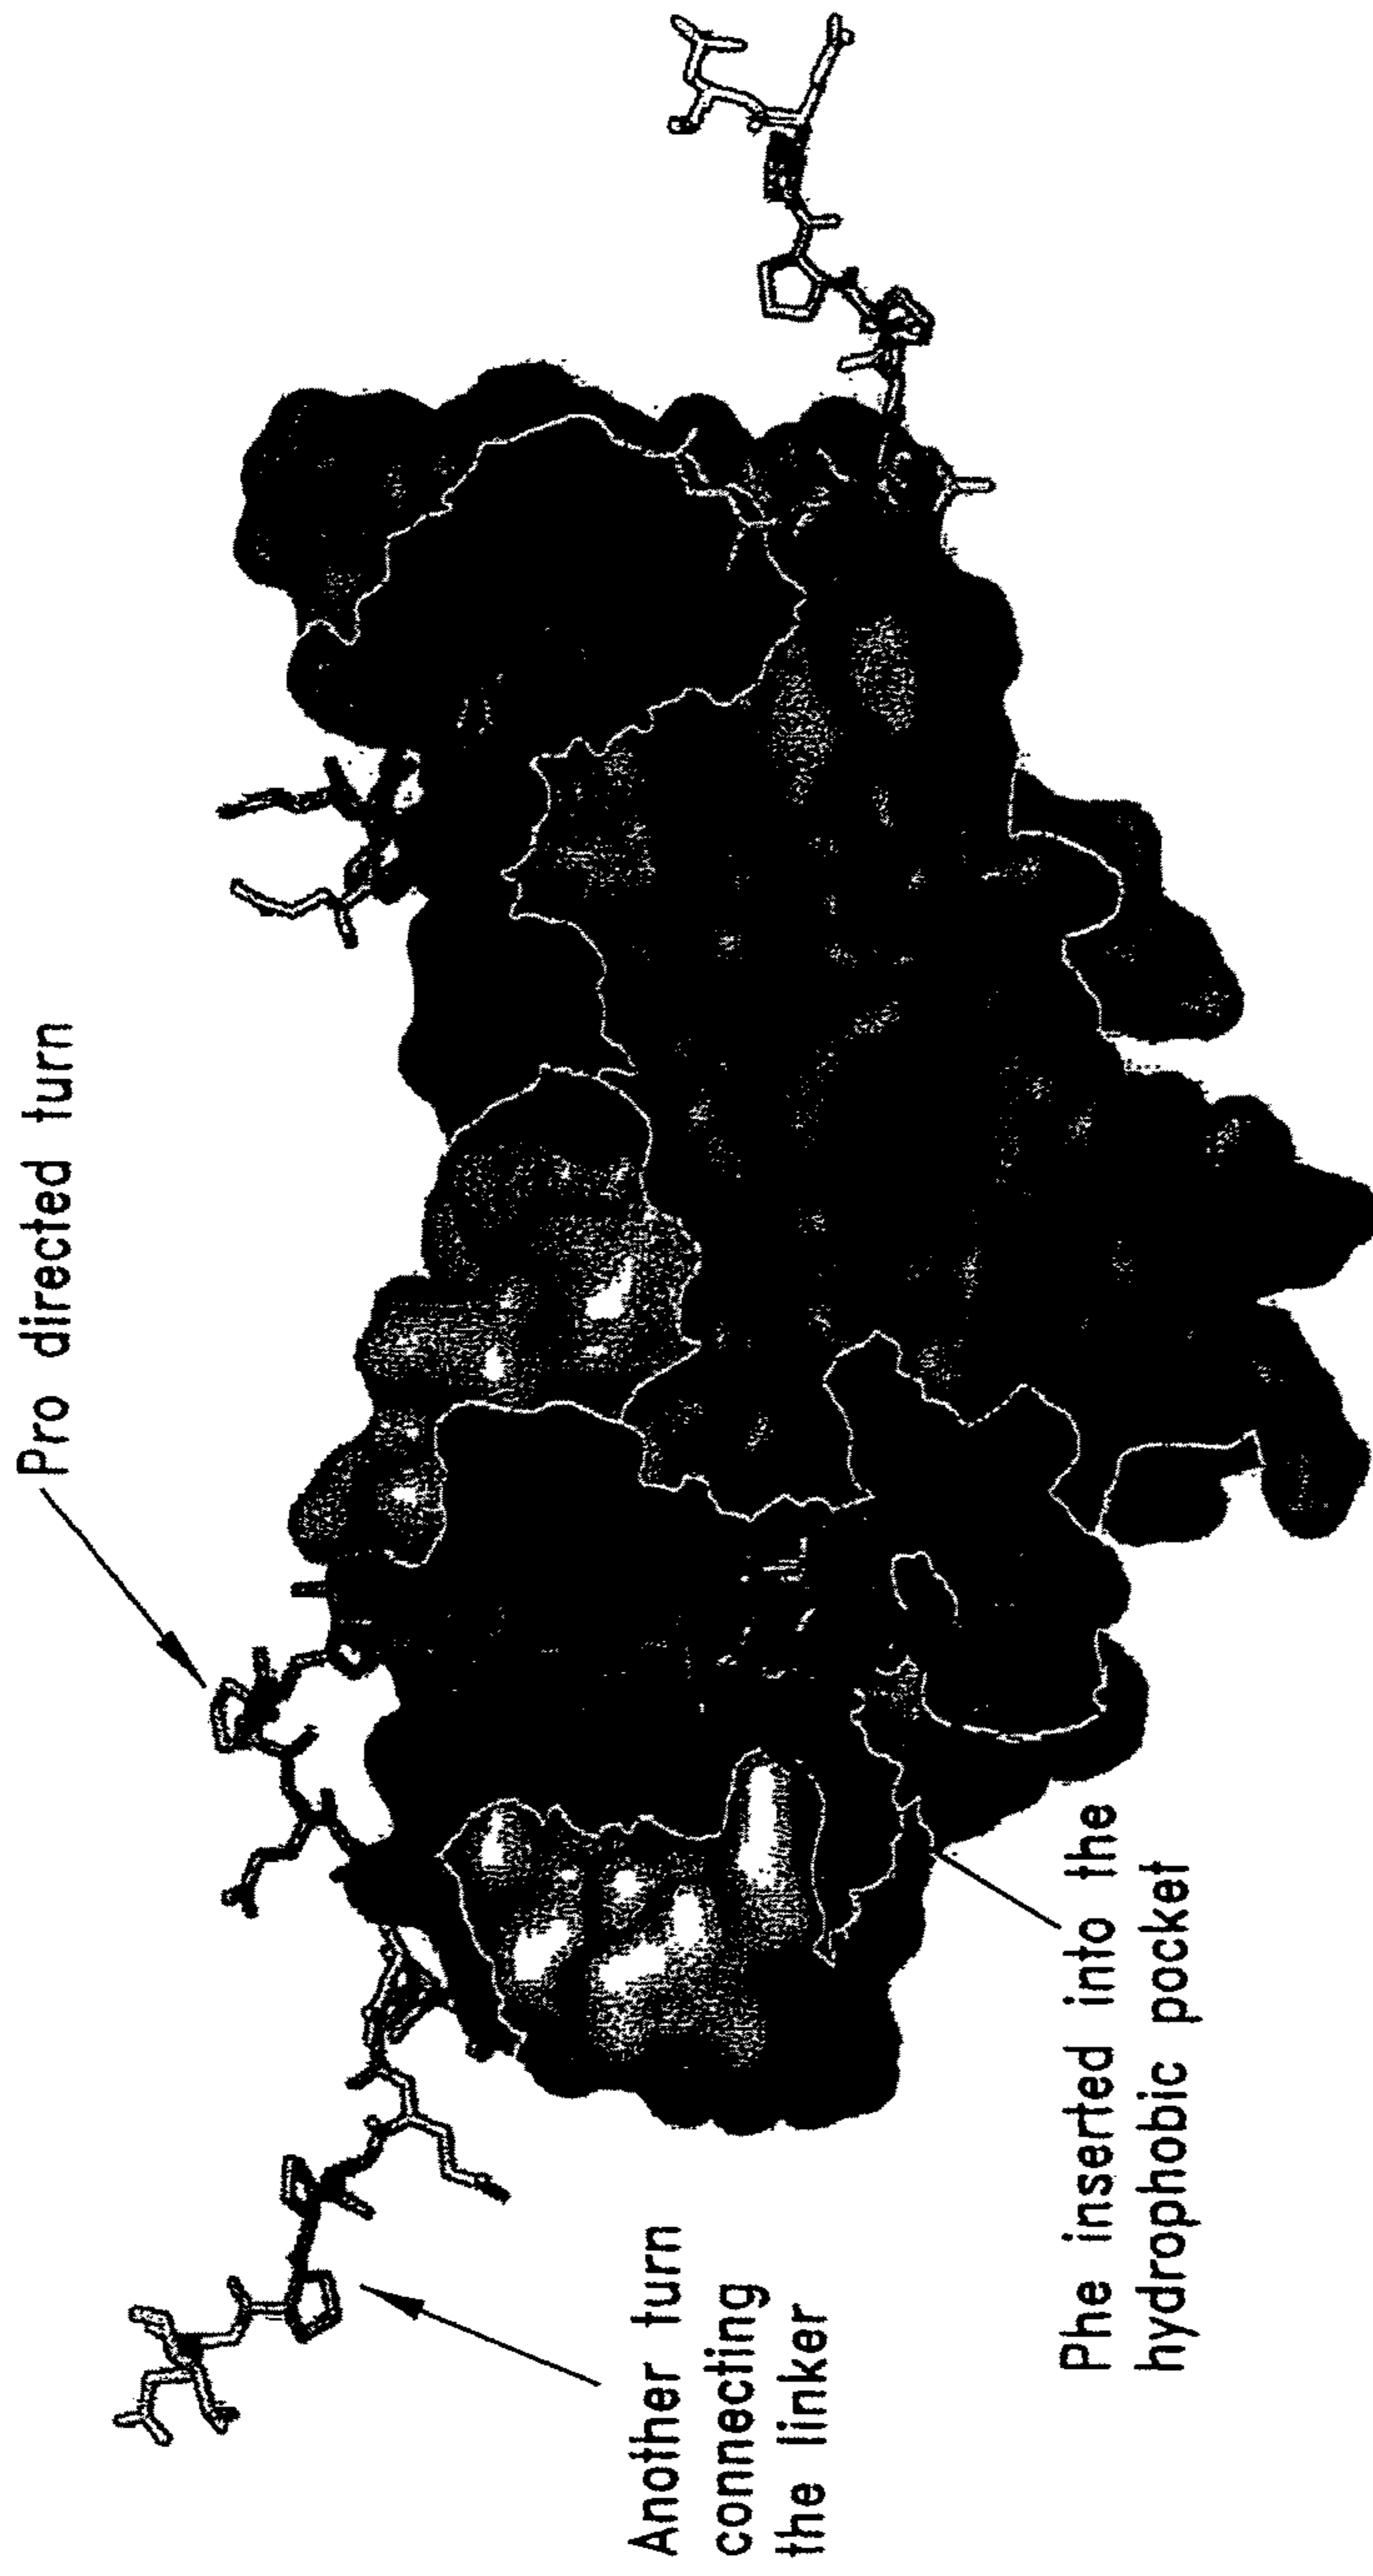 Pro directed turn
Another turn
connecting
the linker
Phe inserted into the
hydrophobic pocket